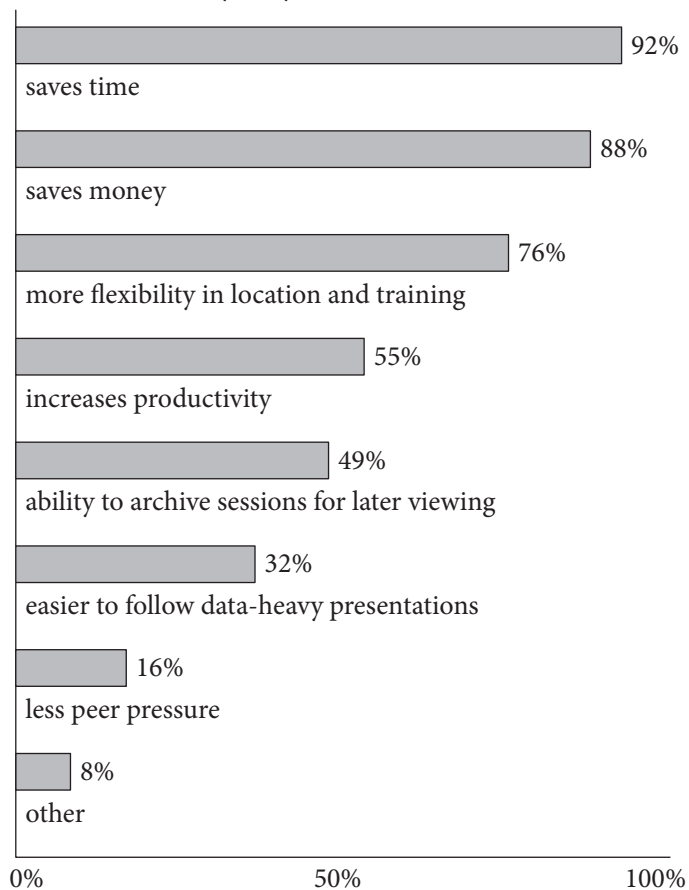 92%
saves time
88%
saves money
76%
more flexibility in location and training
55%
increases productivity
49%
ability to archive sessions for later viewing
32%
easier to follow data-heavy presentations
16%
less peer pressure
8%
other
0% 50% 100%